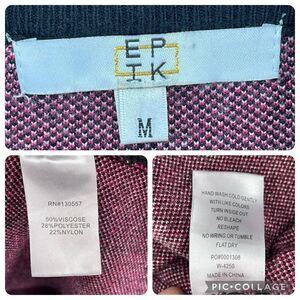 E P
I K
M
RN#130557
50%VISCOSE
28%POLYESTER
22%NYLON
HAND WASH COLD GENTLY
WITH LIKE COLORS
TURN INSIDE OUT
NO BLEACH
RESHAPE
NO WRING OR TUMBLE
FLAT DRY
PO#0001308
W-4256
MADE IN CHINA
PIC•COLLAGE